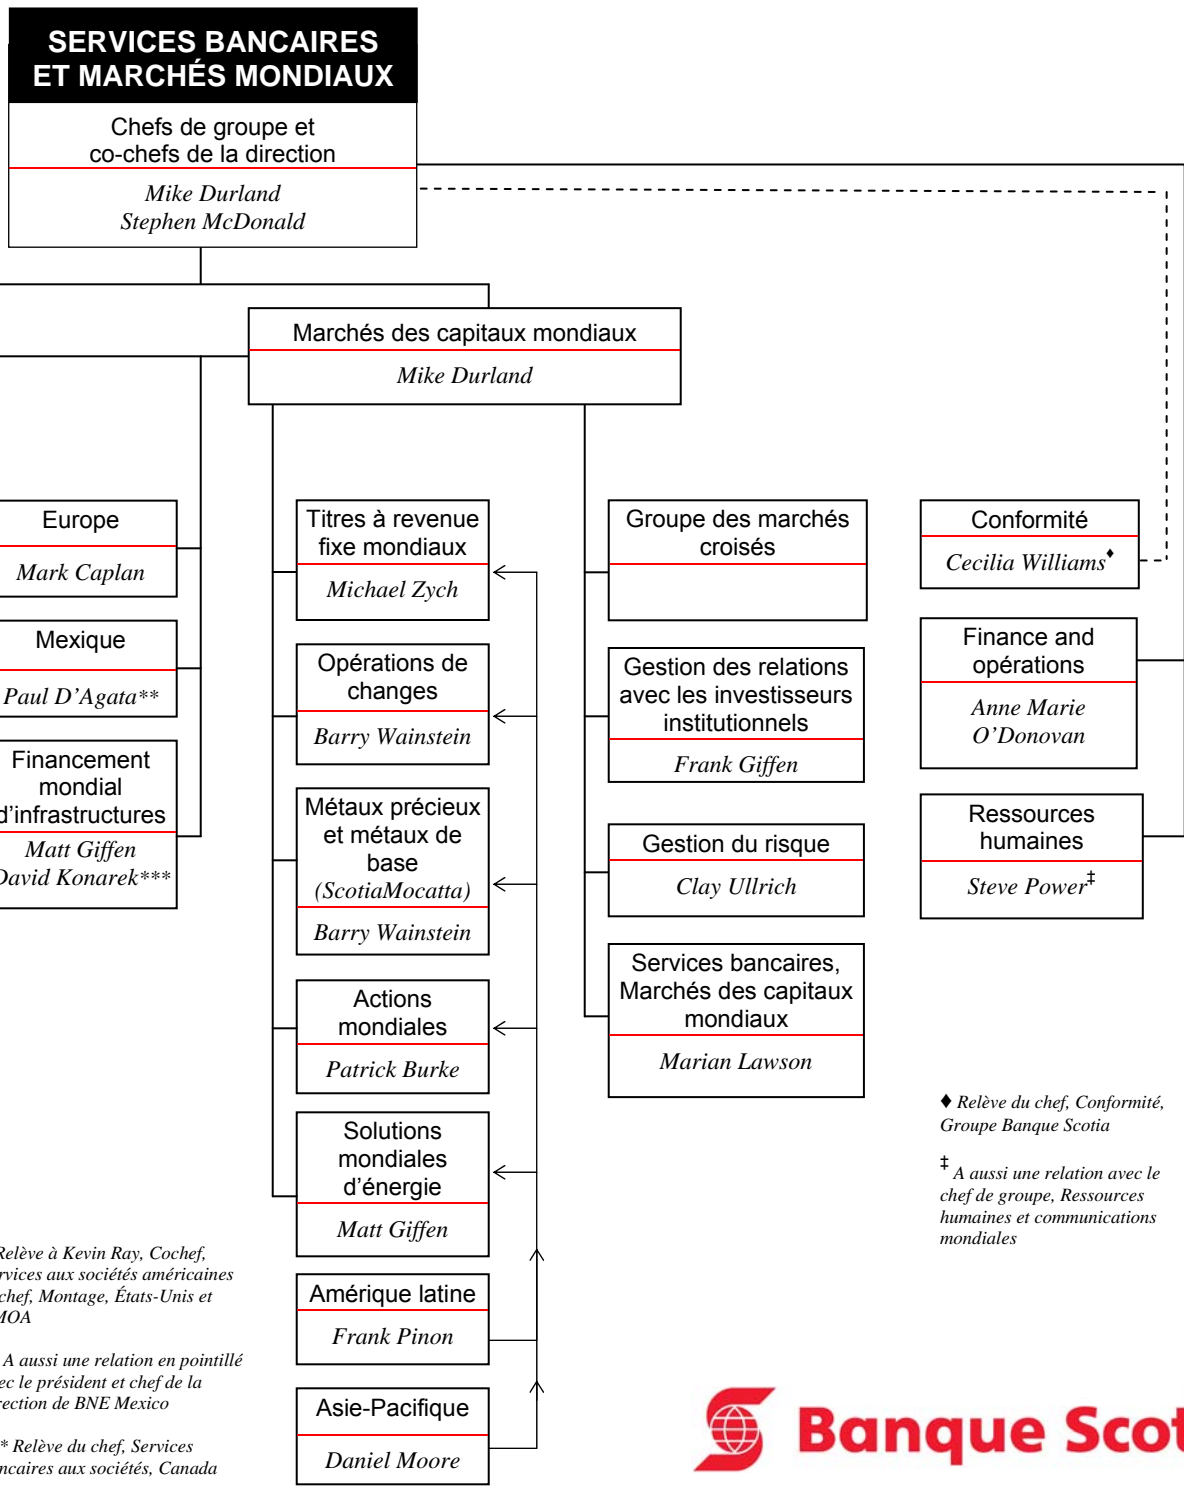 SERVICES BANCAIRES
ET MARCHÉS MONDIAUX
Chefs de groupe et
co-chefs de la direction
Mike Durland
Stephen McDonald
Marchés des capitaux mondiaux
Mike Durland
Europe
Mark Caplan
Mexique
Paul D’Agata**
Financement
mondial
d’infrastructures
Matt Giffen
David Konarek***
Titres à revenue
fixe mondiaux
Michael Zych
Opérations de
changes
Barry Wainstein
Métaux précieux
et métaux de
base
(ScotiaMocatta)
Barry Wainstein
Actions
mondiales
Patrick Burke
Solutions
mondiales
d’énergie
Matt Giffen
Amérique latine
Frank Pinon
Asie-Pacifique
Daniel Moore
Groupe des marchés
croisés
Gestion des relations
avec les investisseurs
institutionnels
Frank Giffen
Gestion du risque
Clay Ullrich
Services bancaires,
Marchés des capitaux
mondiaux
Marian Lawson
Conformité
Cecilia Williams♦
Finance and
opérations
Anne Marie
O’Donovan
Ressources
humaines
Steve Power‡
♦ Relève du chef, Conformité,
Groupe Banque Scotia
‡ A aussi une relation avec le
chef de groupe, Ressources
humaines et communications
mondiales
Relève à Kevin Ray, Cochef,
aux sociétés américaines
chef, Montage, États-Unis et
A aussi une relation en pointillé
le président et chef de la
de BNE Mexico
* Relève du chef, Services
aux sociétés, Canada
Banque Scot